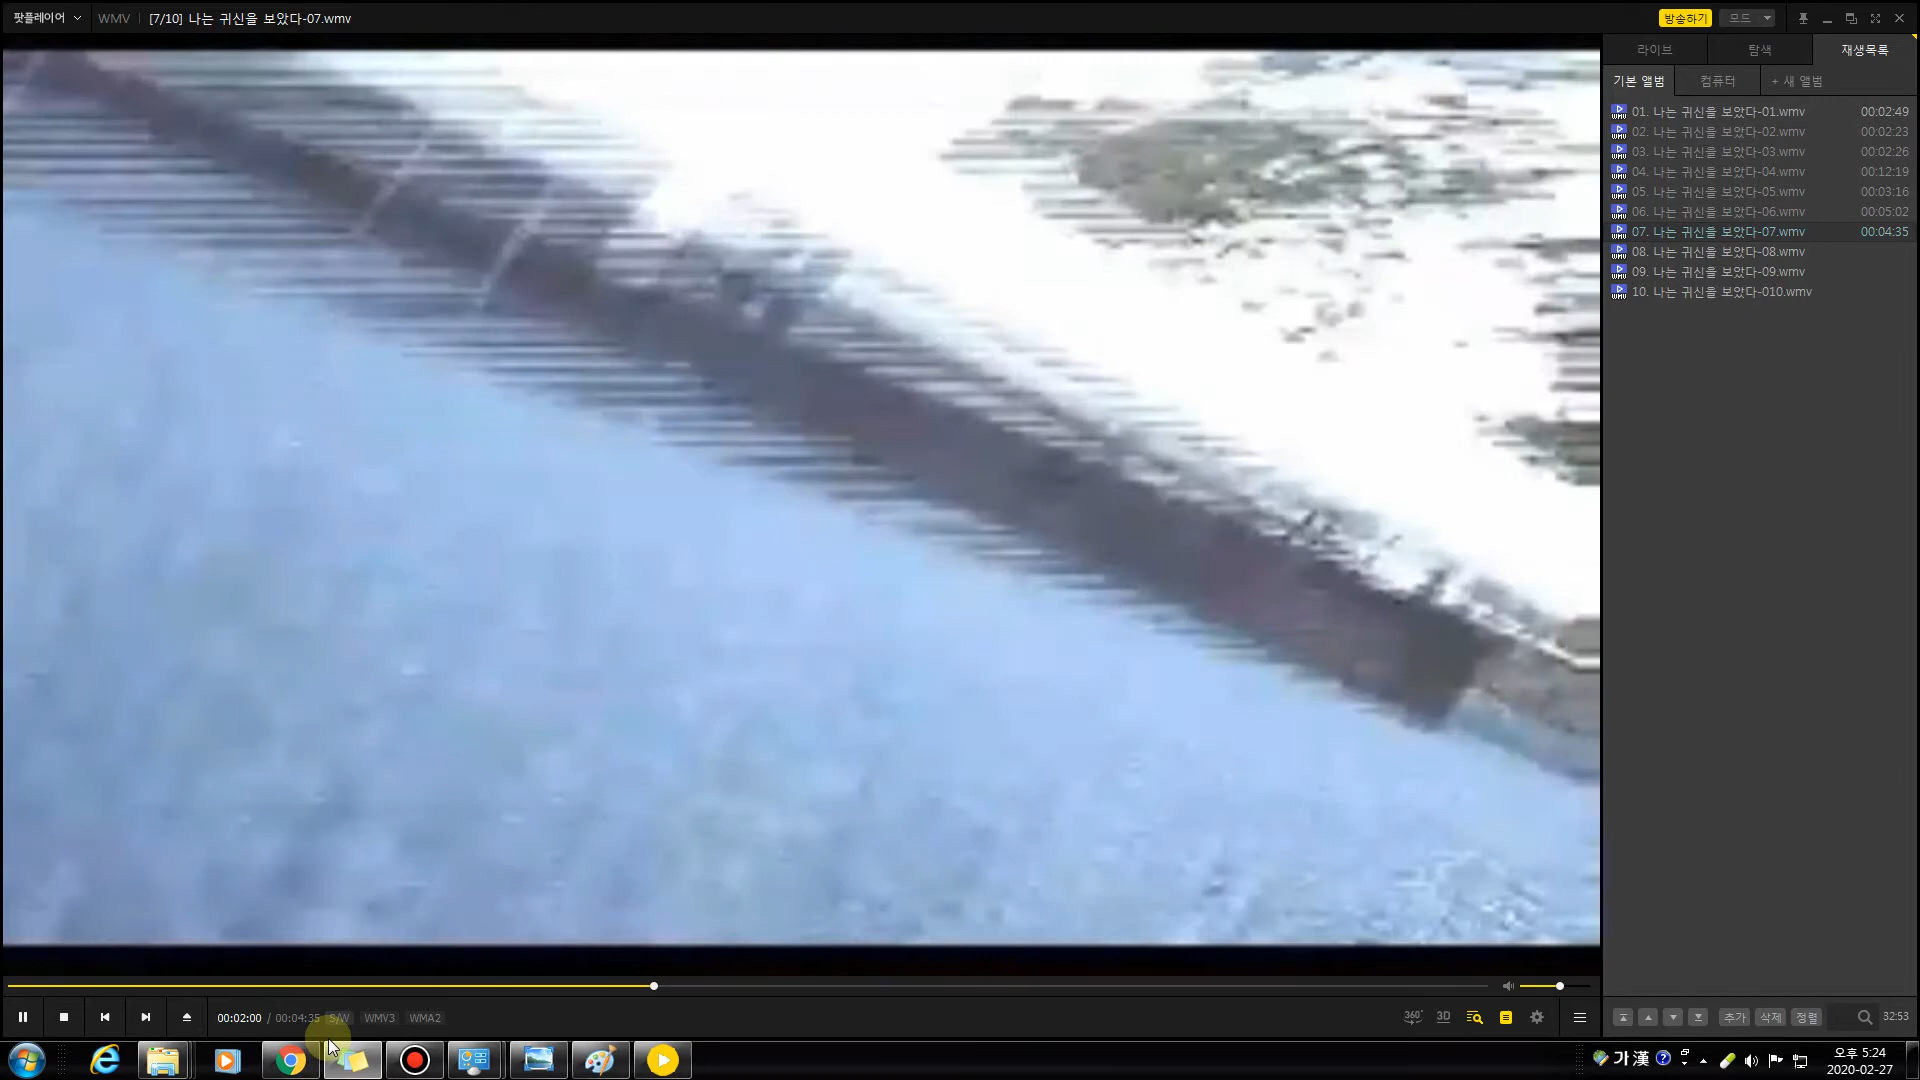 팟플레이어 WMV [7/10] 나는 귀신을 보았다-07.wmv 방송하기 모드
라이브 탐색 재생목록
기본 앨범 컴퓨터 + 새 앨범
01. 나는 귀신을 보았다-01.wmv 00:02:49
02. 나는 귀신을 보았다-02.wmv 00:02:23
03. 나는 귀신을 보았다-03.wmv 00:02:26
04. 나는 귀신을 보았다-04.wmv 00:12:19
05. 나는 귀신을 보았다-05.wmv 00:03:16
06. 나는 귀신을 보았다-06.wmv 00:05:02
07. 나는 귀신을 보았다-07.wmv 00:04:35
08. 나는 귀신을 보았다-08.wmv
09. 나는 귀신을 보았다-09.wmv
10. 나는 귀신을 보았다-010.wmv
00:02:00 / 00:04:35 S/W WMV3 WMA2 360° 3D 추가 삭제 정렬 32:53
가 漢 오후 5:24
2020-02-27